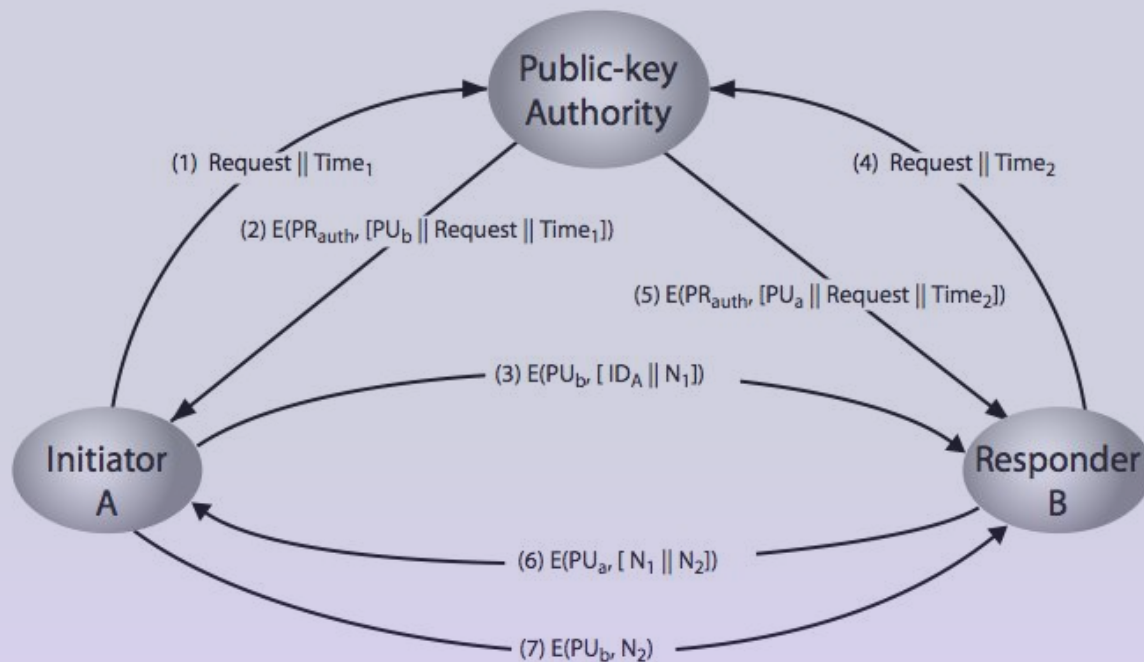 Public-key
Authority
(1) Request || Time₁
(4) Request || Time₂
(2) E(PRauth, [PUb || Request || Time₁])
(5) E(PRauth, [PUa || Request || Time₂])
(3) E(PUb, [ IDA || N₁])
Initiator
A
Responder
B
(6) E(PUa, [ N₁ || N₂])
(7) E(PUb, N₂)